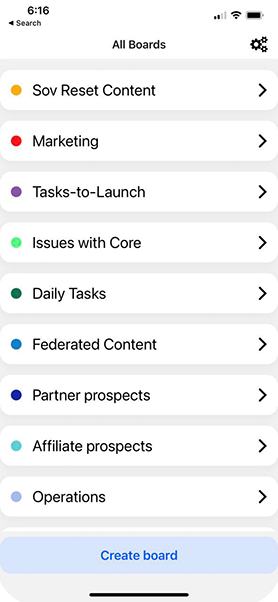 6:16
Search
All Boards
Sov Reset Content
Marketing
Tasks-to-Launch
Issues with Core
Daily Tasks
Federated Content
Partner prospects
Affiliate prospects
Operations
Create board